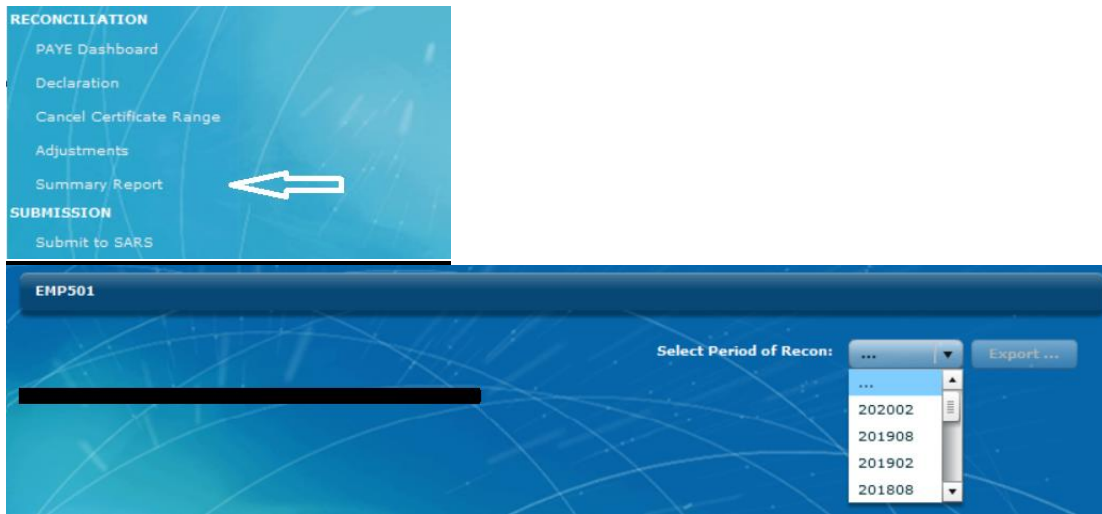 RECONCILIATION
PAYE Dashboard
Declaration
Cancel Certificate Range
Adjustments
Summary Report
SUBMISSION
Submit to SARS
EMP501
Select Period of Recon: ... Export ...
...
202002
201908
201902
201808